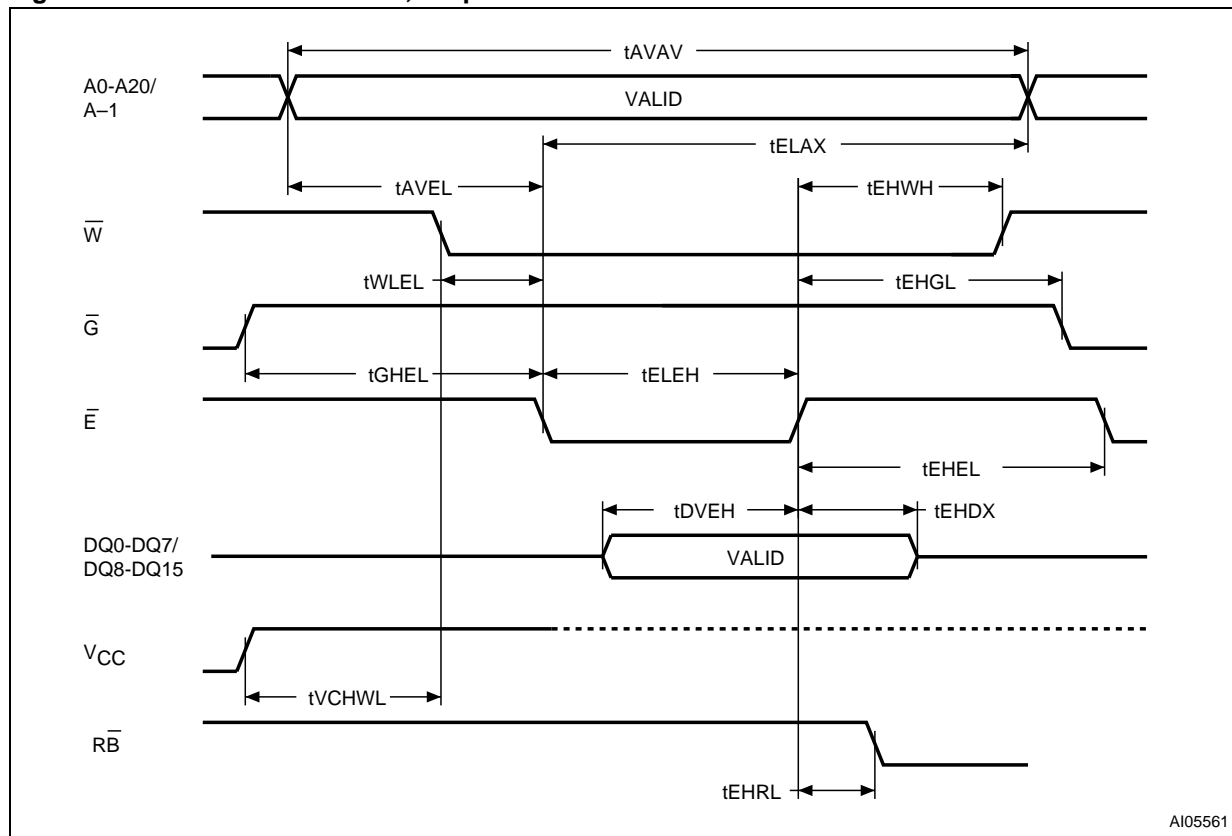 tAVAV
A0-A20/
A–1
VALID
tELAX
tAVEL
tEHWH
W̅
tWLEL
tEHGL
G̅
tGHEL
tELEH
E̅
tEHEL
tDVEH
tEHDX
DQ0-DQ7/
DQ8-DQ15
VALID
VCC
tVCHWL
RB̅
tEHRL
AI05561